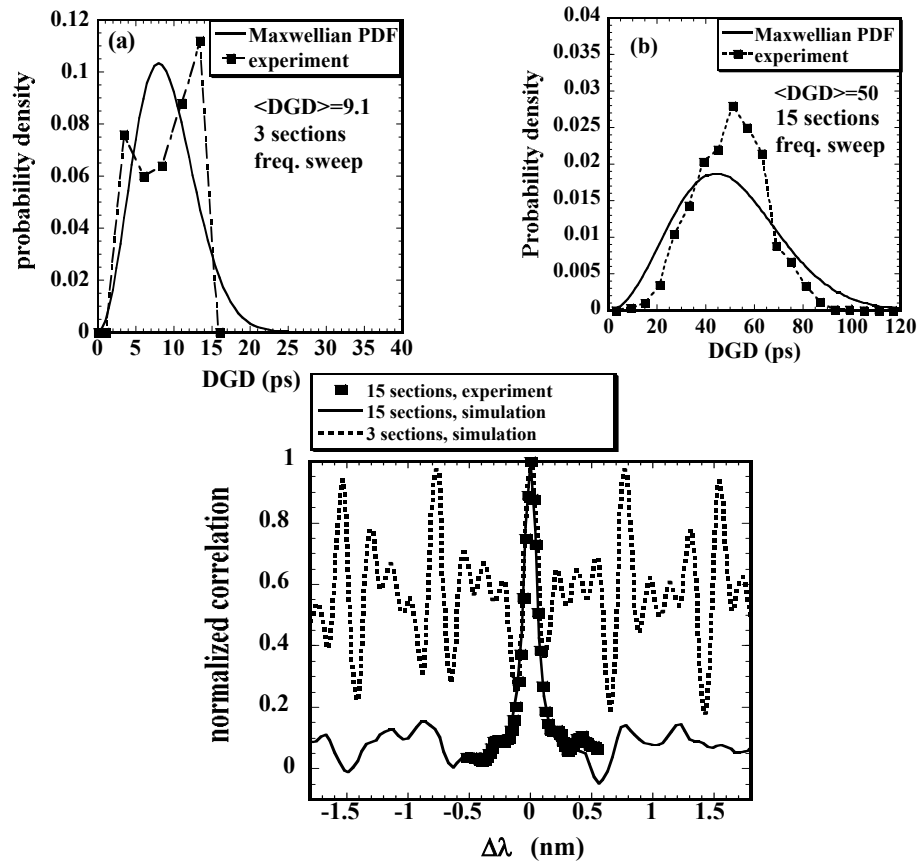 (a)
Maxwellian PDF
experiment
<DGD>=9.1
3 sections
freq. sweep
probability density
0.12
0.1
0.08
0.06
0.04
0.02
0
0 5 10 15 20 25 30 35 40
DGD (ps)
(b)
Maxwellian PDF
experiment
<DGD>=50
15 sections
freq. sweep
Probability density
0.04
0.035
0.03
0.025
0.02
0.015
0.01
0.005
0
0 20 40 60 80 100 120
DGD (ps)
15 sections, experiment
15 sections, simulation
3 sections, simulation
normalized correlation
1
0.8
0.6
0.4
0.2
0
-1.5 -1 -0.5 0 0.5 1 1.5
Δλ (nm)